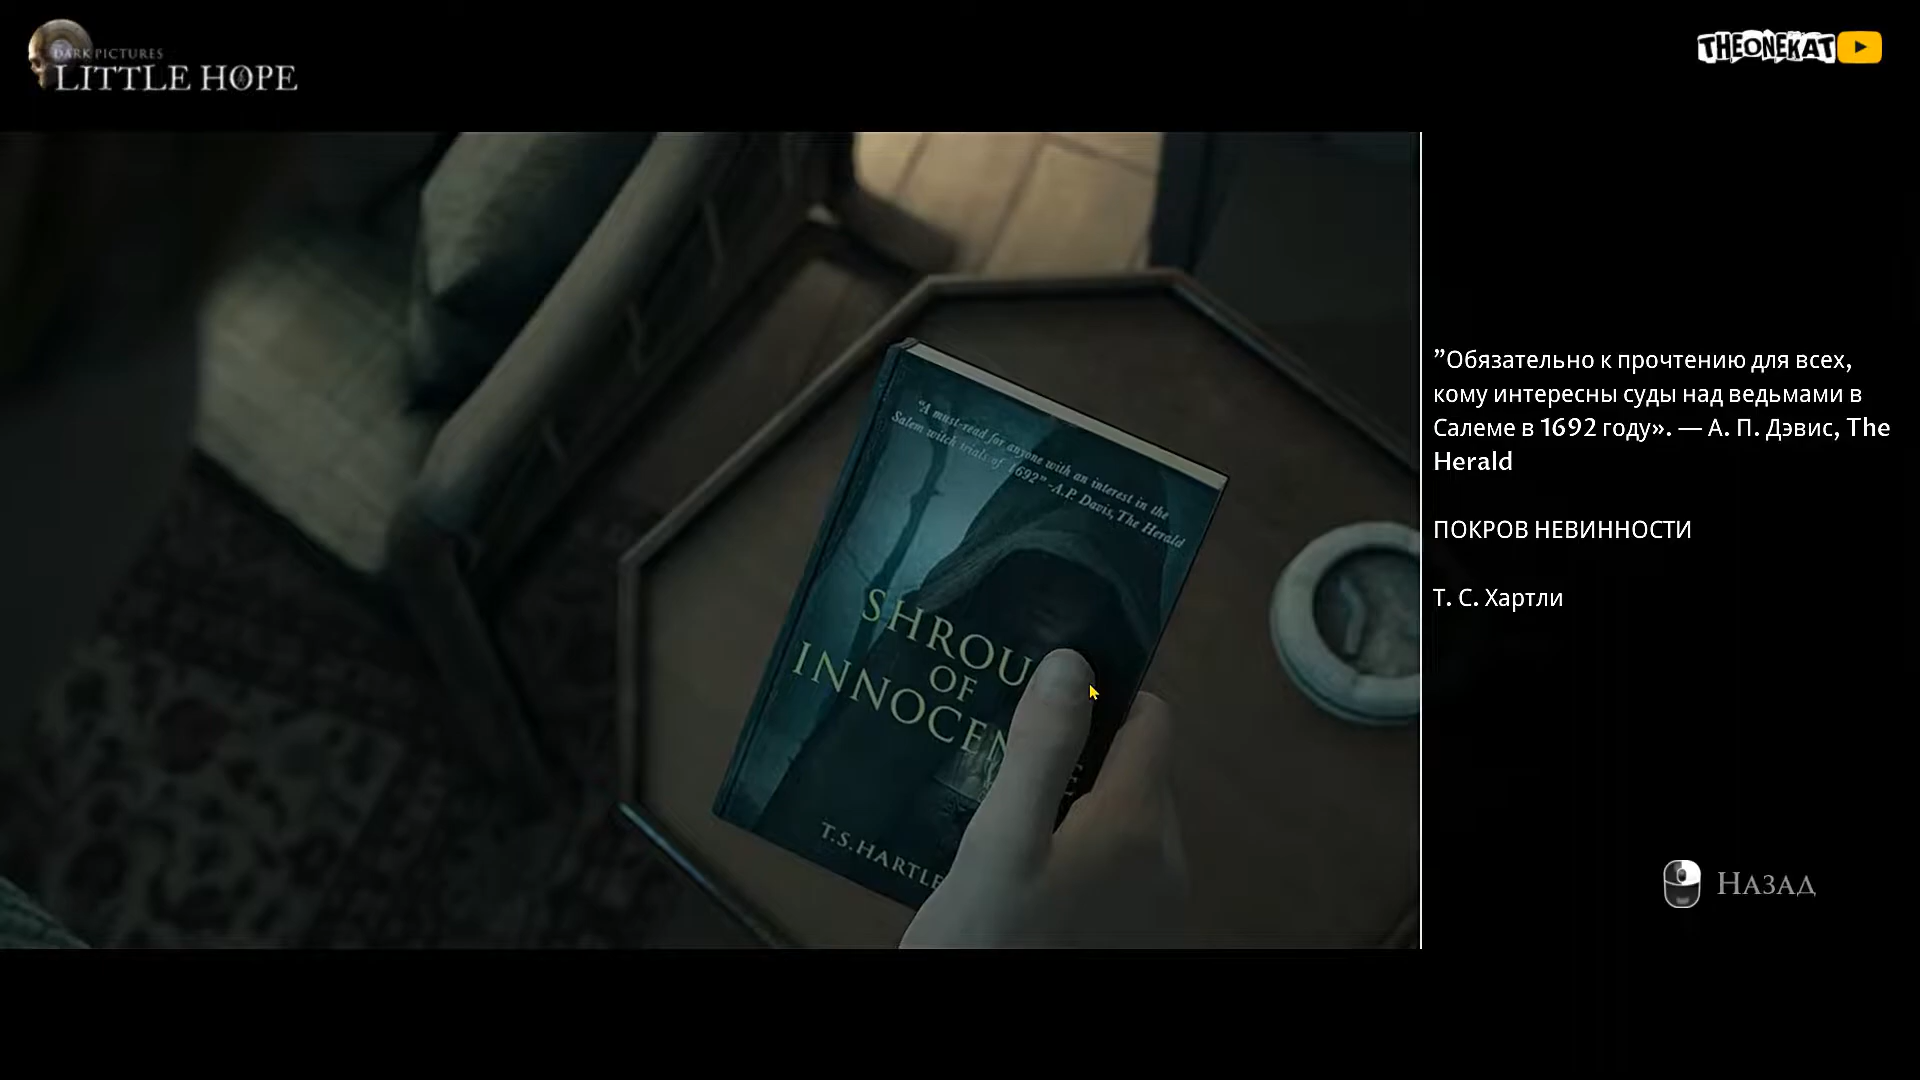 DARK PICTURES
LITTLE HOPE
THEONEKAT
"A must-read for anyone with an interest in the
Salem witch trials of 1692" -A.P. Davis, The Herald
SHROU
OF
INNOCEN
T.S.HARTLE
”Обязательно к прочтению для всех,
кому интересны суды над ведьмами в
Салеме в 1692 году». — А. П. Дэвис, The
Herald
ПОКРОВ НЕВИННОСТИ
Т. С. Хартли
НАЗАД